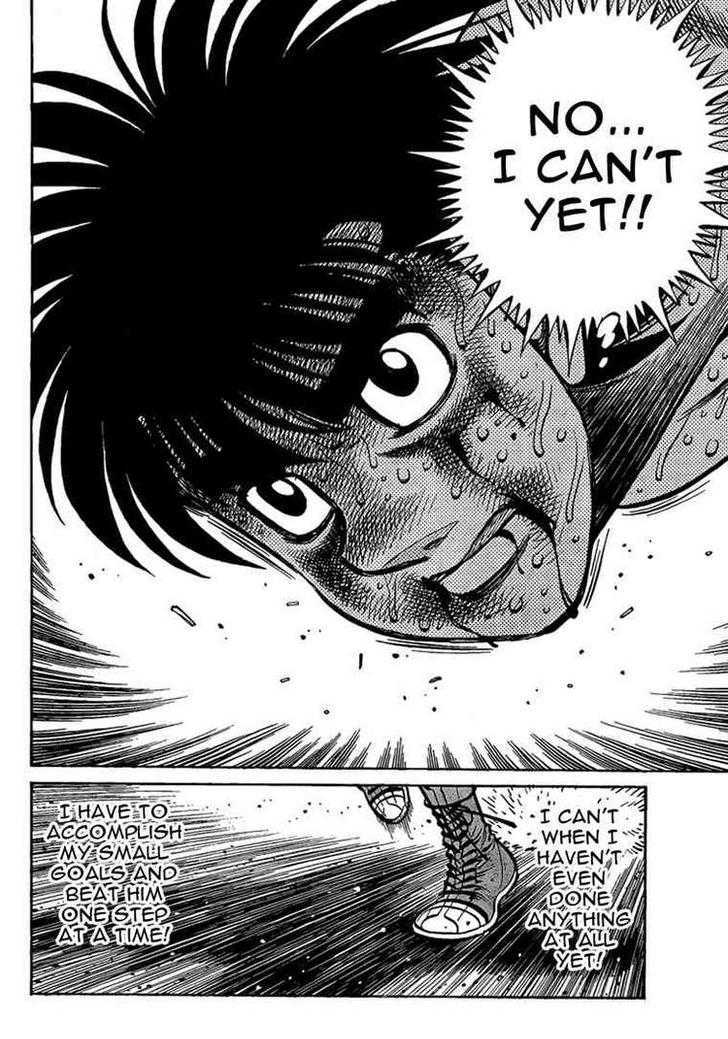 NO...
I CAN'T
YET!!
I CAN'T
WHEN I
HAVEN'T
EVEN
DONE
ANYTHING
AT ALL
YET!
I HAVE TO
ACCOMPLISH
MY SMALL
GOALS AND
BEAT HIM
ONE STEP
AT A TIME!